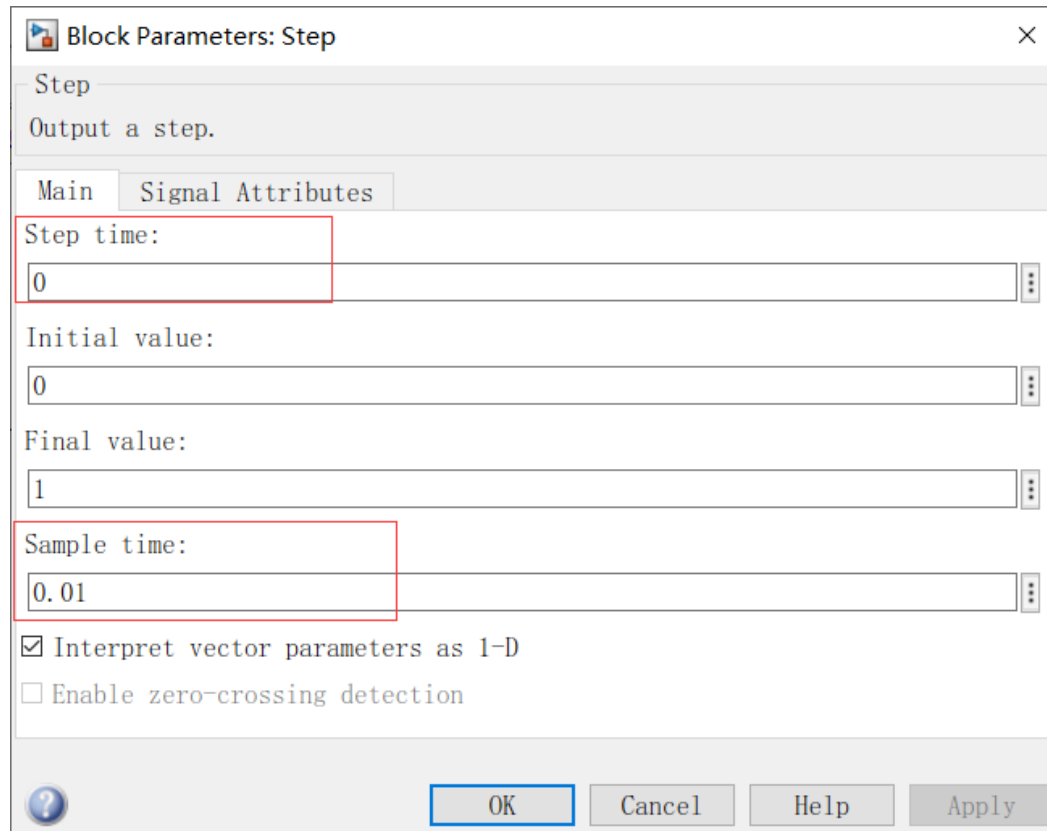 Block Parameters: Step
Step
Output a step.
Main Signal Attributes
Step time:
0
Initial value:
0
Final value:
1
Sample time:
0.01
Interpret vector parameters as 1-D
Enable zero-crossing detection
? OK Cancel Help Apply